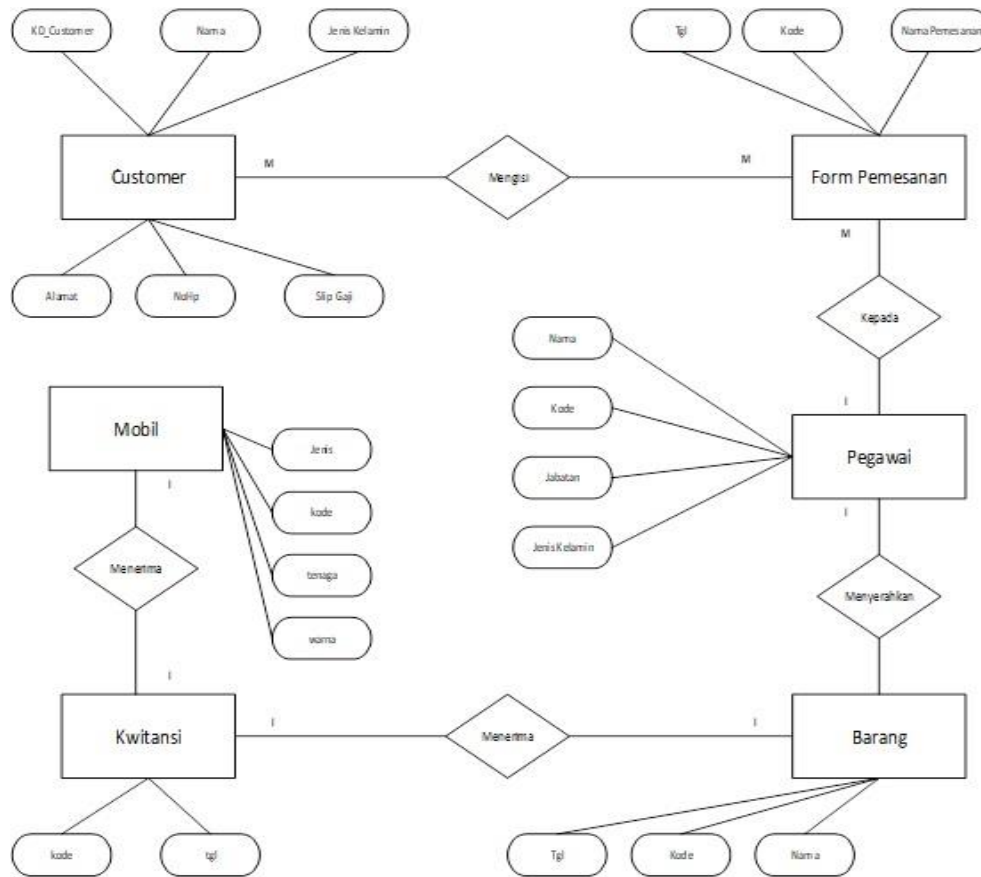 KD_Customer
Nama
Jenis Kelamin
Tgl
Kode
Nama Pemesanan
Customer
M
Mengisi
M
Form Pemesanan
M
Alamat
NoHp
Slip Gaji
Kepada
Nama
Kode
I
Pegawai
Jabatan
Jenis Kelamin
I
Mobil
Jenis
I
kode
Menerima
tenaga
Menyerahkan
warna
I
Kwitansi
I
Menerima
I
Barang
kode
tgl
Tgl
Kode
Nama